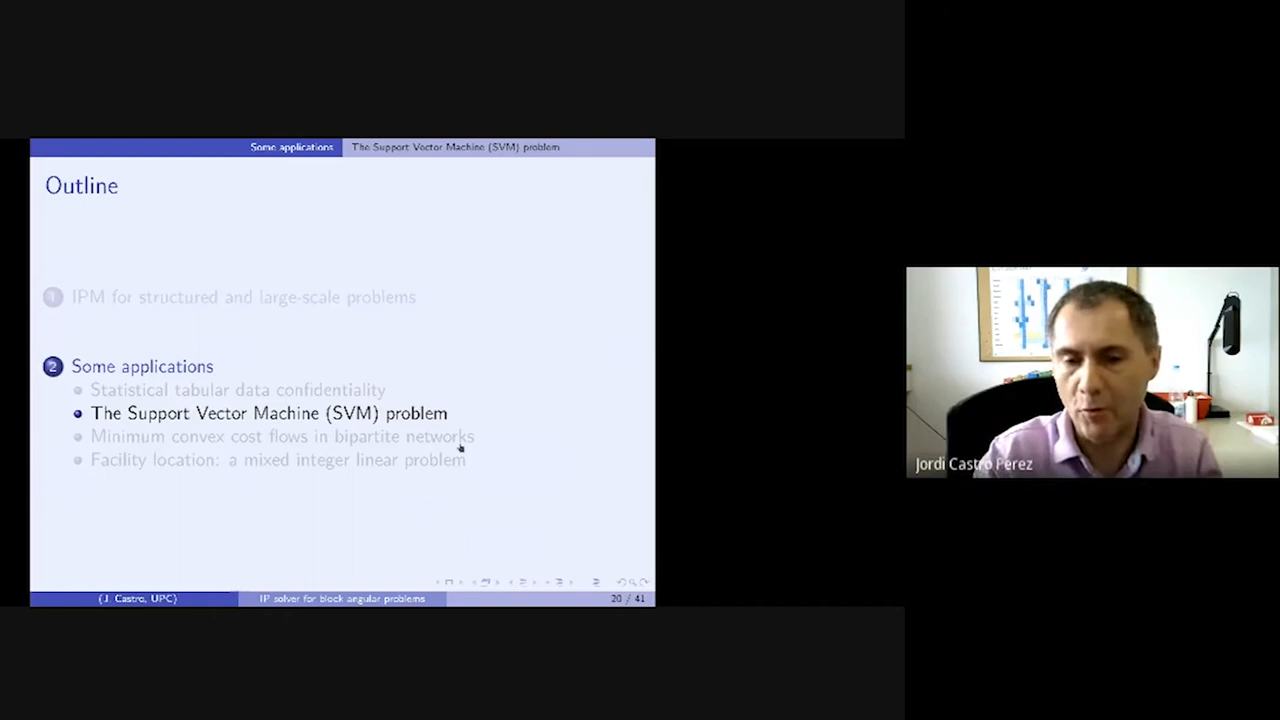 Some applications
The Support Vector Machine (SVM) problem
Outline
1 IPM for structured and large-scale problems
2 Some applications
Statistical tabular data confidentiality
The Support Vector Machine (SVM) problem
Minimum convex cost flows in bipartite networks
Facility location: a mixed integer linear problem
(J. Castro, UPC)
IP solver for block angular problems
20 / 41
Jordi Castro Perez